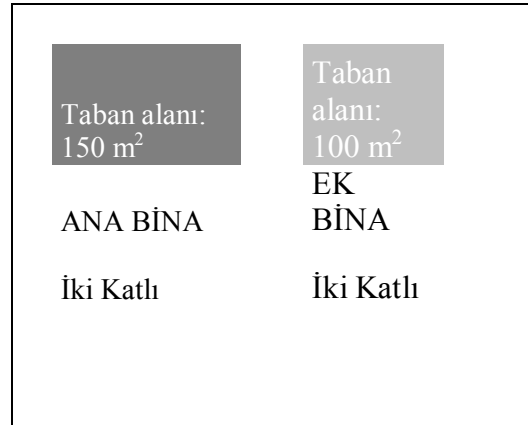 Taban alanı:
150 m²
ANA BİNA
İki Katlı
Taban
alanı:
100 m²
EK
BİNA
İki Katlı